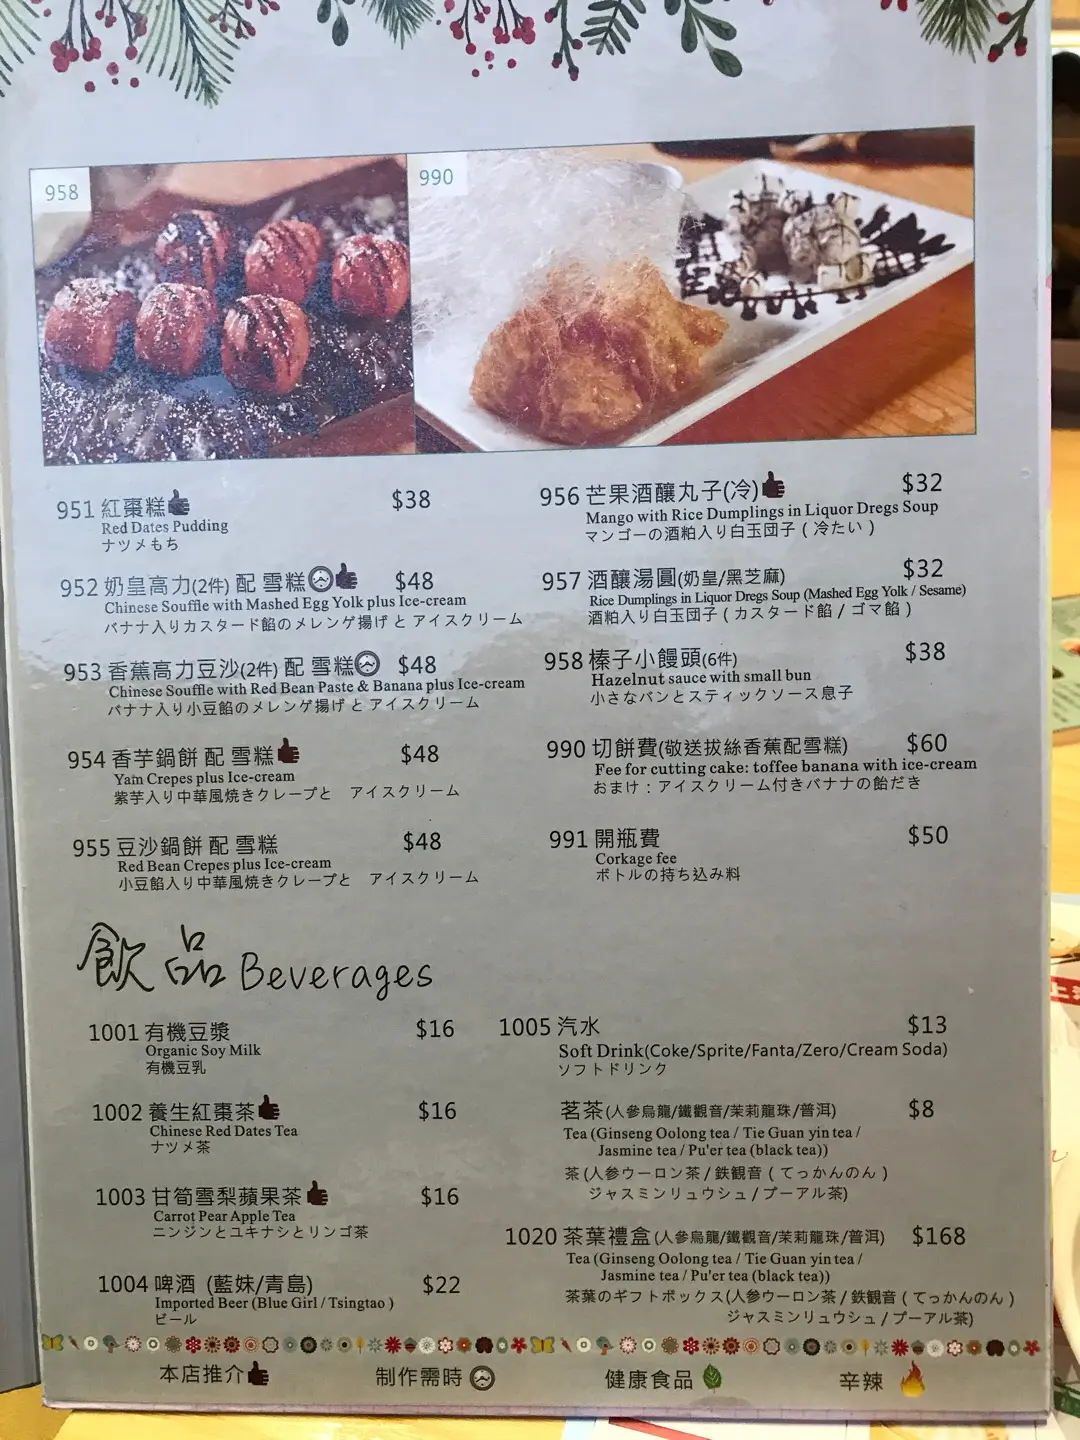 958
990
951 紅棗糕 $38
Red Dates Pudding
ナツメもち
952 奶皇高力(2件) 配 雪糕 $48
Chinese Souffle with Mashed Egg Yolk plus Ice-cream
バナナ入りカスタード餡のメレンゲ揚げ と アイスクリーム
953 香蕉高力豆沙(2件) 配 雪糕 $48
Chinese Souffle with Red Bean Paste & Banana plus Ice-cream
バナナ入り小豆餡のメレンゲ揚げ と アイスクリーム
954 香芋鍋餅 配 雪糕 $48
Yam Crepes plus Ice-cream
紫芋入り中華風焼きクレープと アイスクリーム
955 豆沙鍋餅 配 雪糕 $48
Red Bean Crepes plus Ice-cream
小豆餡入り中華風焼きクレープと アイスクリーム
956 芒果酒釀丸子(冷) $32
Mango with Rice Dumplings in Liquor Dregs Soup
マンゴーの酒粕入り白玉団子 ( 冷たい )
957 酒釀湯圓(奶皇/黑芝麻) $32
Rice Dumplings in Liquor Dregs Soup (Mashed Egg Yolk / Sesame)
酒粕入り白玉団子 ( カスタード餡 / ゴマ餡 )
958 榛子小饅頭(6件) $38
Hazelnut sauce with small bun
小さなバンとスティックソース息子
990 切餅費(敬送拔絲香蕉配雪糕) $60
Fee for cutting cake: toffee banana with ice-cream
おまけ : アイスクリーム付きバナナの飴だき
991 開瓶費 $50
Corkage fee
ボトルの持ち込み料
飲品 Beverages
1001 有機豆漿 $16
Organic Soy Milk
有機豆乳
1002 養生紅棗茶 $16
Chinese Red Dates Tea
ナツメ茶
1003 甘筍雪梨蘋果茶 $16
Carrot Pear Apple Tea
ニンジンとユキナシとリンゴ茶
1004 啤酒 (藍妹/青島) $22
Imported Beer (Blue Girl / Tsingtao )
ビール
1005 汽水 $13
Soft Drink(Coke/Sprite/Fanta/Zero/Cream Soda)
ソフトドリンク
茗茶(人參烏龍/鐵觀音/茉莉龍珠/普洱) $8
Tea (Ginseng Oolong tea / Tie Guan yin tea /
Jasmine tea / Pu'er tea (black tea))
茶 (人参ウーロン茶 / 鉄観音 ( てっかんのん )
ジャスミンリュウシュ / プーアル茶)
1020 茶葉禮盒(人參烏龍/鐵觀音/茉莉龍珠/普洱) $168
Tea (Ginseng Oolong tea / Tie Guan yin tea /
Jasmine tea / Pu'er tea (black tea))
茶葉のギフトボックス(人参ウーロン茶 / 鉄観音 ( てっかんのん )
ジャスミンリュウシュ / プーアル茶)
本店推介 制作需時 健康食品 辛辣